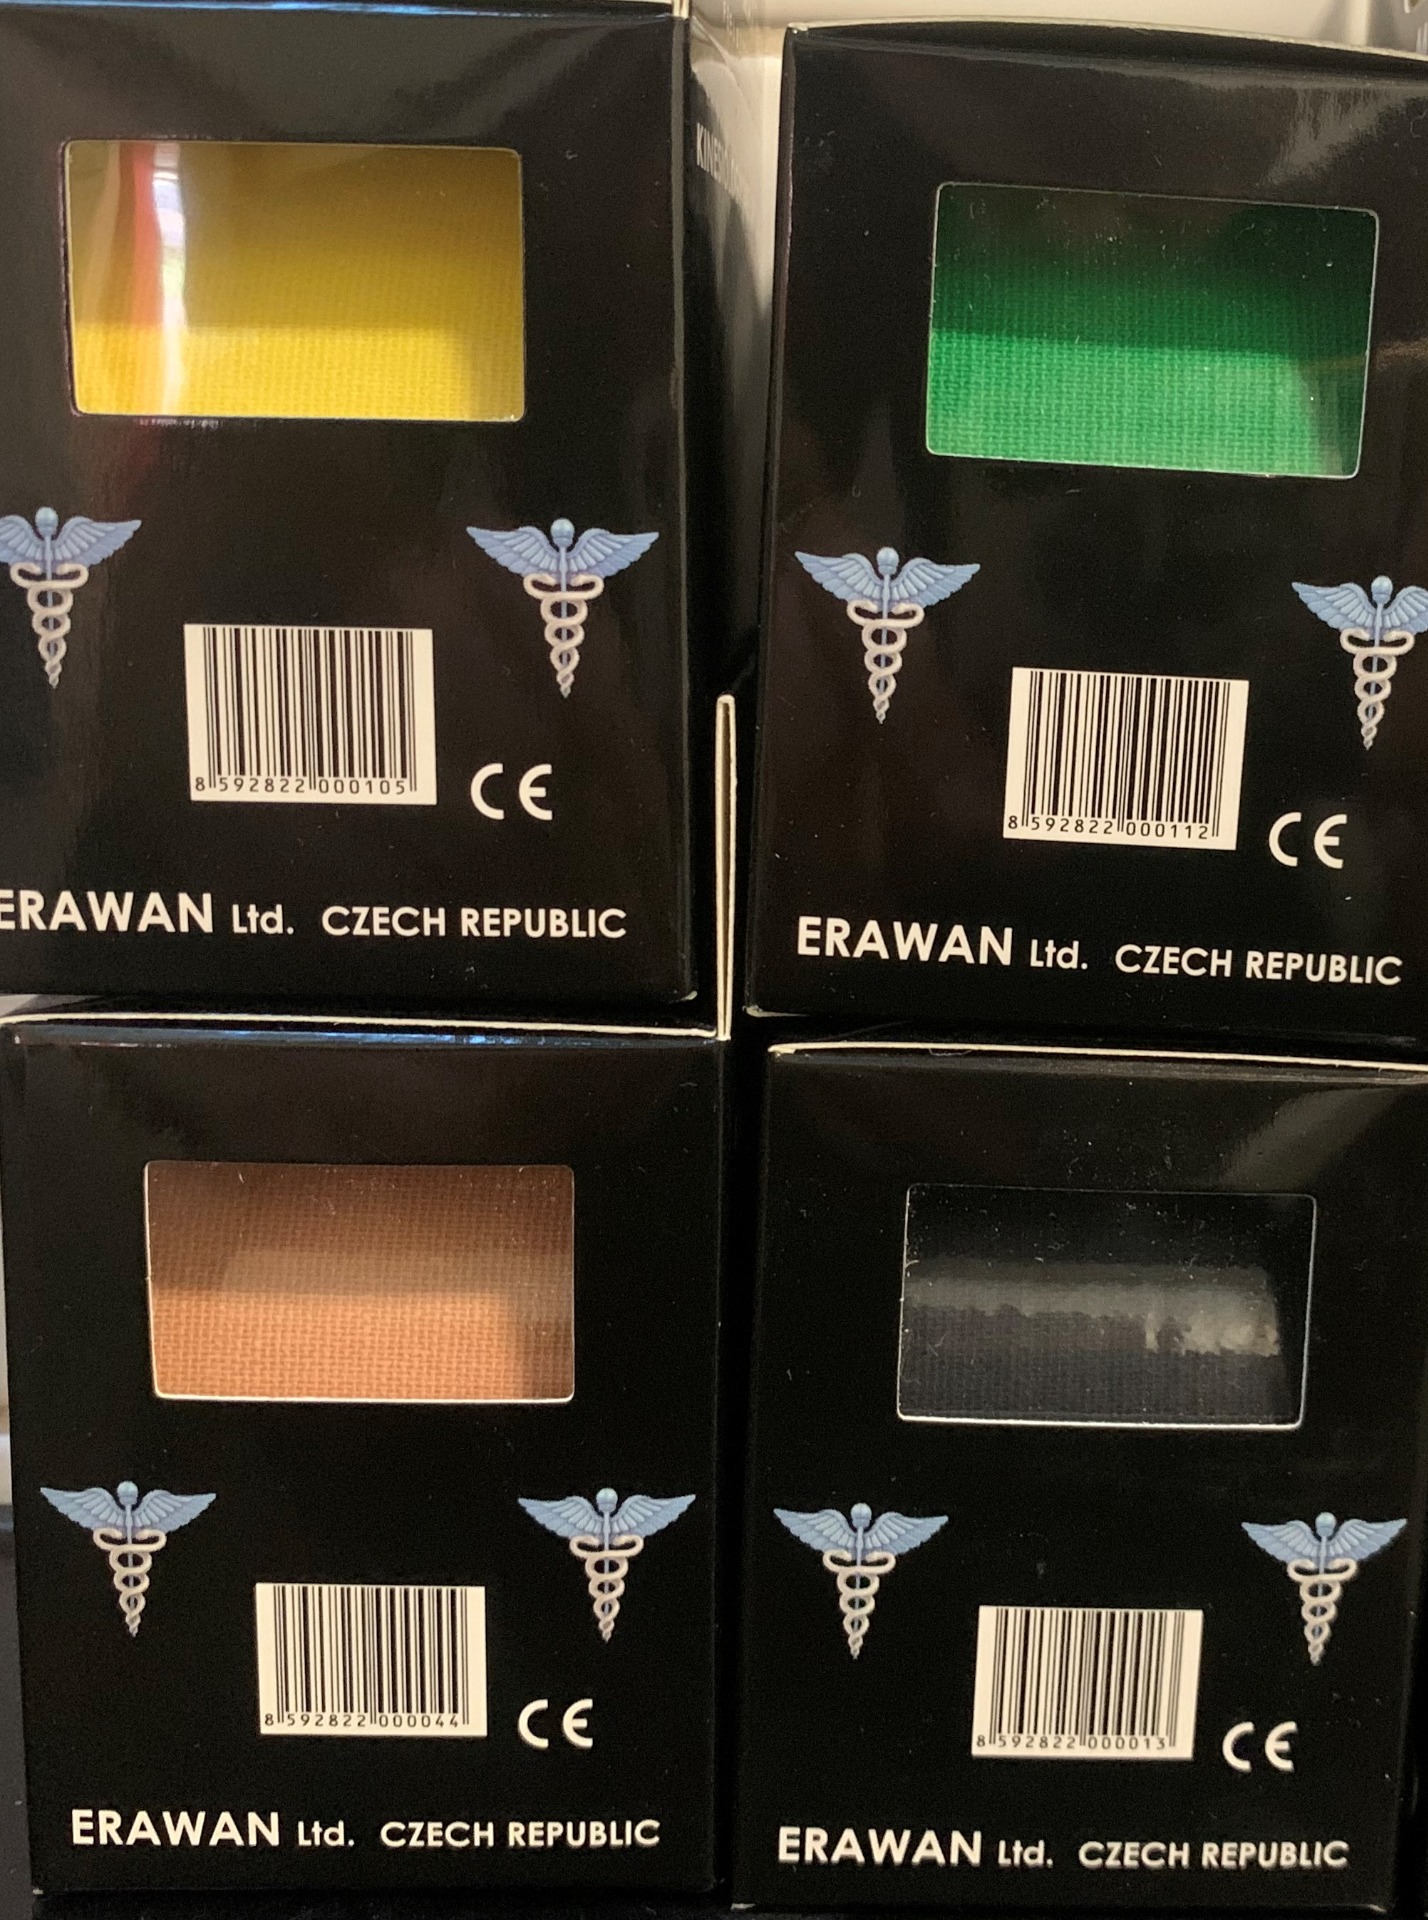 8 592822 000105
CE
ERAWAN Ltd. CZECH REPUBLIC
8 592822 000112
CE
ERAWAN Ltd. CZECH REPUBLIC
8 592822 000044
CE
ERAWAN Ltd. CZECH REPUBLIC
8 592822 000013
CE
ERAWAN Ltd. CZECH REPUBLIC